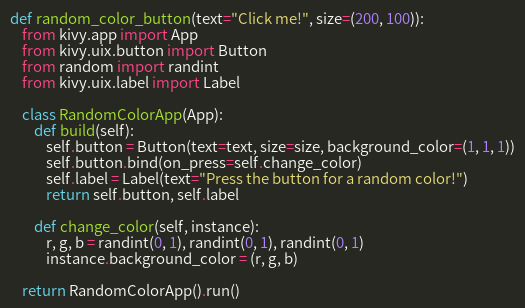 def random_color_button(text="Click me!", size=(200, 100)):
    from kivy.app import App
    from kivy.uix.button import Button
    from random import randint
    from kivy.uix.label import Label

    class RandomColorApp(App):
        def build(self):
            self.button = Button(text=text, size=size, background_color=(1, 1, 1))
            self.button.bind(on_press=self.change_color)
            self.label = Label(text="Press the button for a random color!")
            return self.button, self.label

        def change_color(self, instance):
            r, g, b = randint(0, 1), randint(0, 1), randint(0, 1)
            instance.background_color = (r, g, b)

    return RandomColorApp().run()